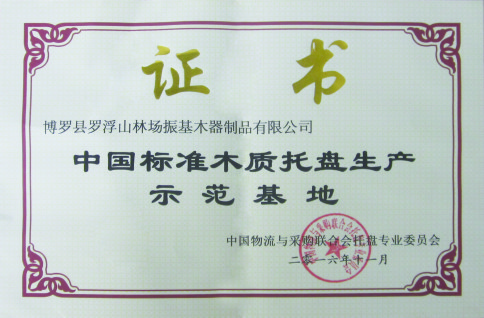 证书
博罗县罗浮山林场振基木器制品有限公司
中国标准木质托盘生产
示范基地
中国物流与采购联合会托盘专业委员会
二〇一六年十一月